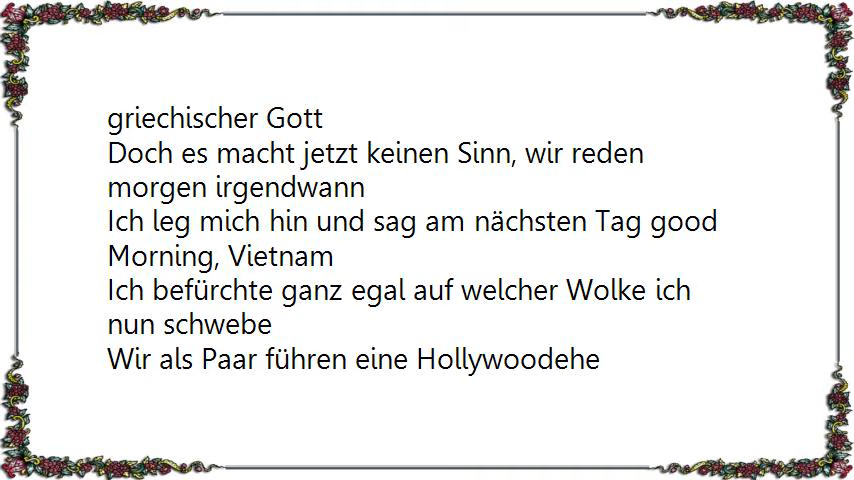 griechischer Gott
Doch es macht jetzt keinen Sinn, wir reden
morgen irgendwann
Ich leg mich hin und sag am nächsten Tag good
Morning, Vietnam
Ich befürchte ganz egal auf welcher Wolke ich
nun schwebe
Wir als Paar führen eine Hollywoodehe